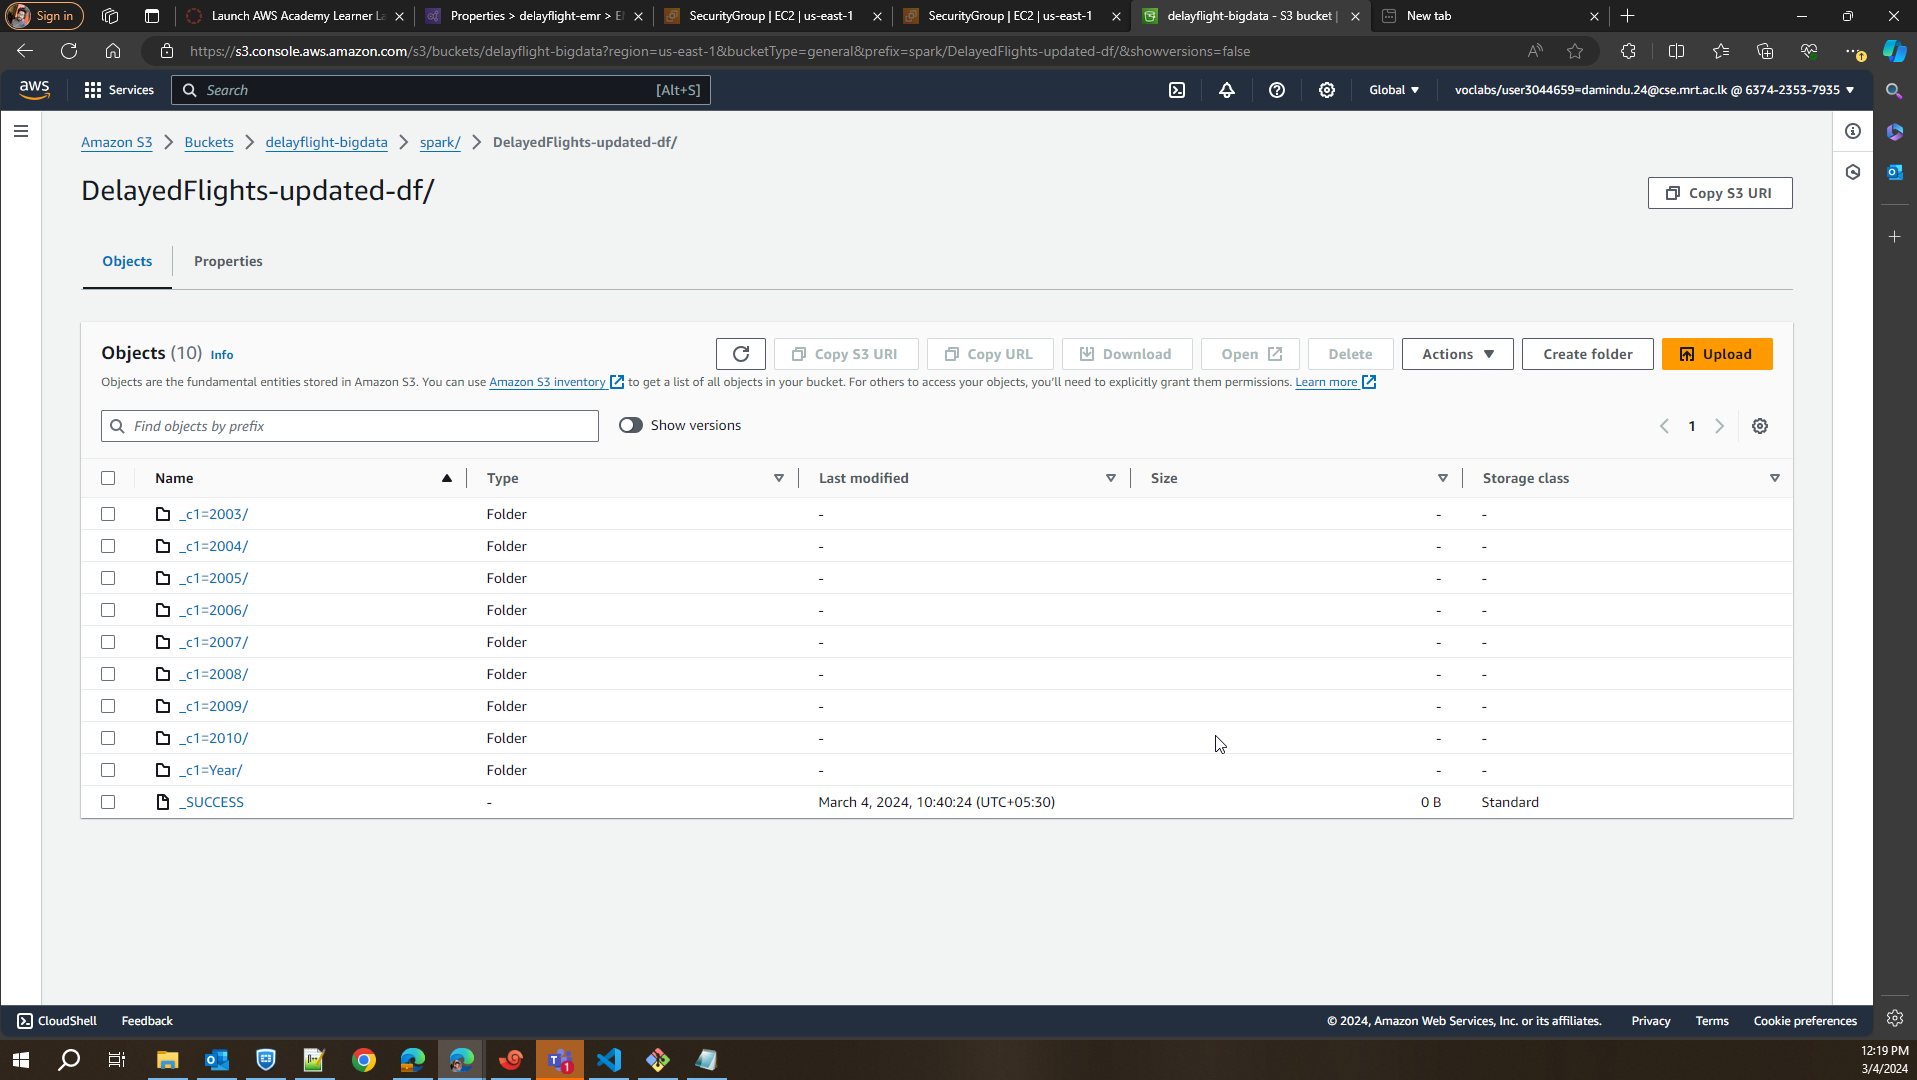 Sign in
Launch AWS Academy Learner La
Properties > delayflight-emr > E
SecurityGroup | EC2 | us-east-1
SecurityGroup | EC2 | us-east-1
delayflight-bigdata - S3 bucket |
New tab
https://s3.console.aws.amazon.com/s3/buckets/delayflight-bigdata?region=us-east-1&bucketType=general&prefix=spark/DelayedFlights-updated-df/&showversions=false
aws
Services
Search
[Alt+S]
Global
voclabs/user3044659=damindu.24@cse.mrt.ac.lk @ 6374-2353-7935
Amazon S3 > Buckets > delayflight-bigdata > spark/ > DelayedFlights-updated-df/
DelayedFlights-updated-df/
Copy S3 URI
Objects
Properties
Objects (10) Info
Copy S3 URI
Copy URL
Download
Open
Delete
Actions
Create folder
Upload
Objects are the fundamental entities stored in Amazon S3. You can use Amazon S3 inventory to get a list of all objects in your bucket. For others to access your objects, you'll need to explicitly grant them permissions. Learn more
Find objects by prefix
Show versions
1
Name Type Last modified Size Storage class
_c1=2003/ Folder - - -
_c1=2004/ Folder - - -
_c1=2005/ Folder - - -
_c1=2006/ Folder - - -
_c1=2007/ Folder - - -
_c1=2008/ Folder - - -
_c1=2009/ Folder - - -
_c1=2010/ Folder - - -
_c1=Year/ Folder - - -
_SUCCESS - March 4, 2024, 10:40:24 (UTC+05:30) 0 B Standard
CloudShell
Feedback
© 2024, Amazon Web Services, Inc. or its affiliates.
Privacy
Terms
Cookie preferences
12:19 PM
3/4/2024